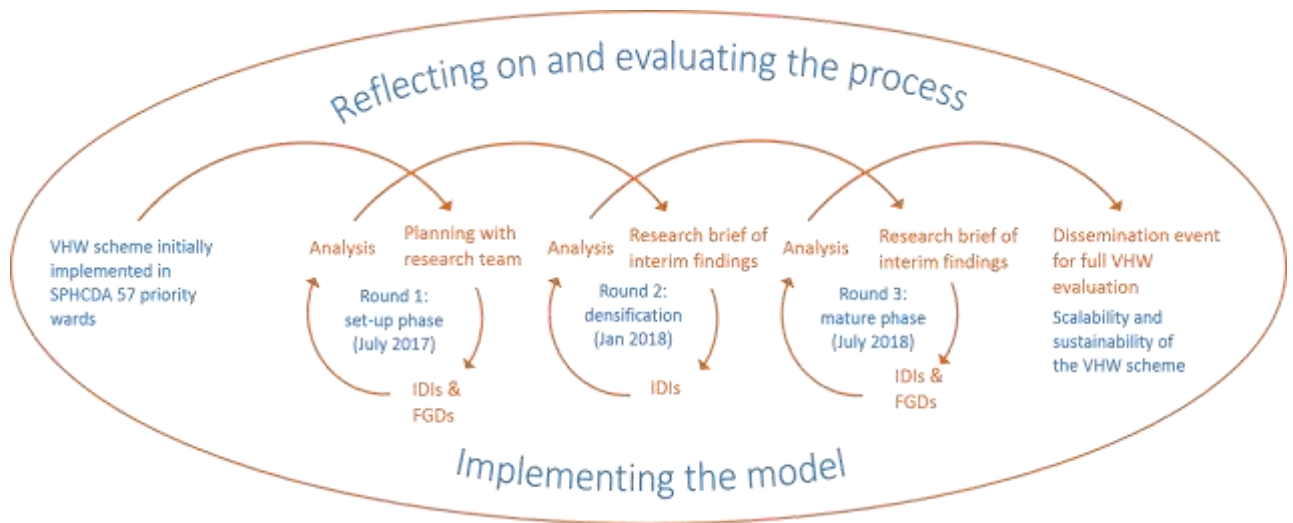 Reflecting on and evaluating the process
VHW scheme initially
implemented in
SPHCDA 57 priority
wards
Analysis
Planning with
research team
Round 1:
set-up phase
(July 2017)
IDIs &
FGDs
Analysis
Research brief of
interim findings
Round 2:
densification
(Jan 2018)
IDIs
Analysis
Research brief of
interim findings
Round 3:
mature phase
(July 2018)
IDIs &
FGDs
Dissemination event
for full VHW
evaluation
Scalability and
sustainability of
the VHW scheme
Implementing the model